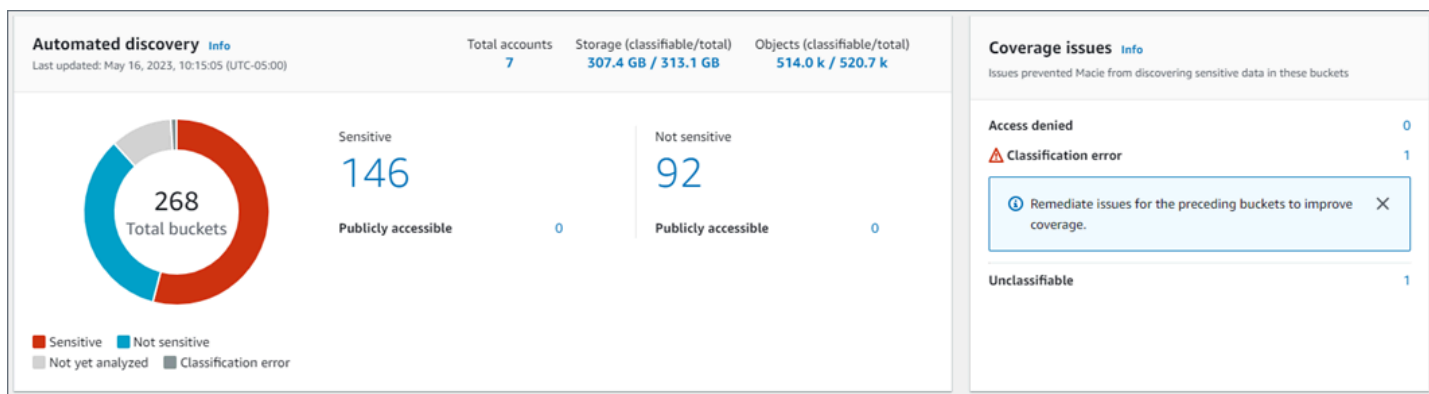 Automated discovery Info
Last updated: May 16, 2023, 10:15:05 (UTC-05:00)
Total accounts
7
Storage (classifiable/total)
307.4 GB / 313.1 GB
Objects (classifiable/total)
514.0 k / 520.7 k
268
Total buckets
Sensitive
146
Publicly accessible 0
Not sensitive
92
Publicly accessible 0
Sensitive Not sensitive
Not yet analyzed Classification error
Coverage issues Info
Issues prevented Macie from discovering sensitive data in these buckets
Access denied 0
Classification error 1
Remediate issues for the preceding buckets to improve
coverage.
Unclassifiable 1